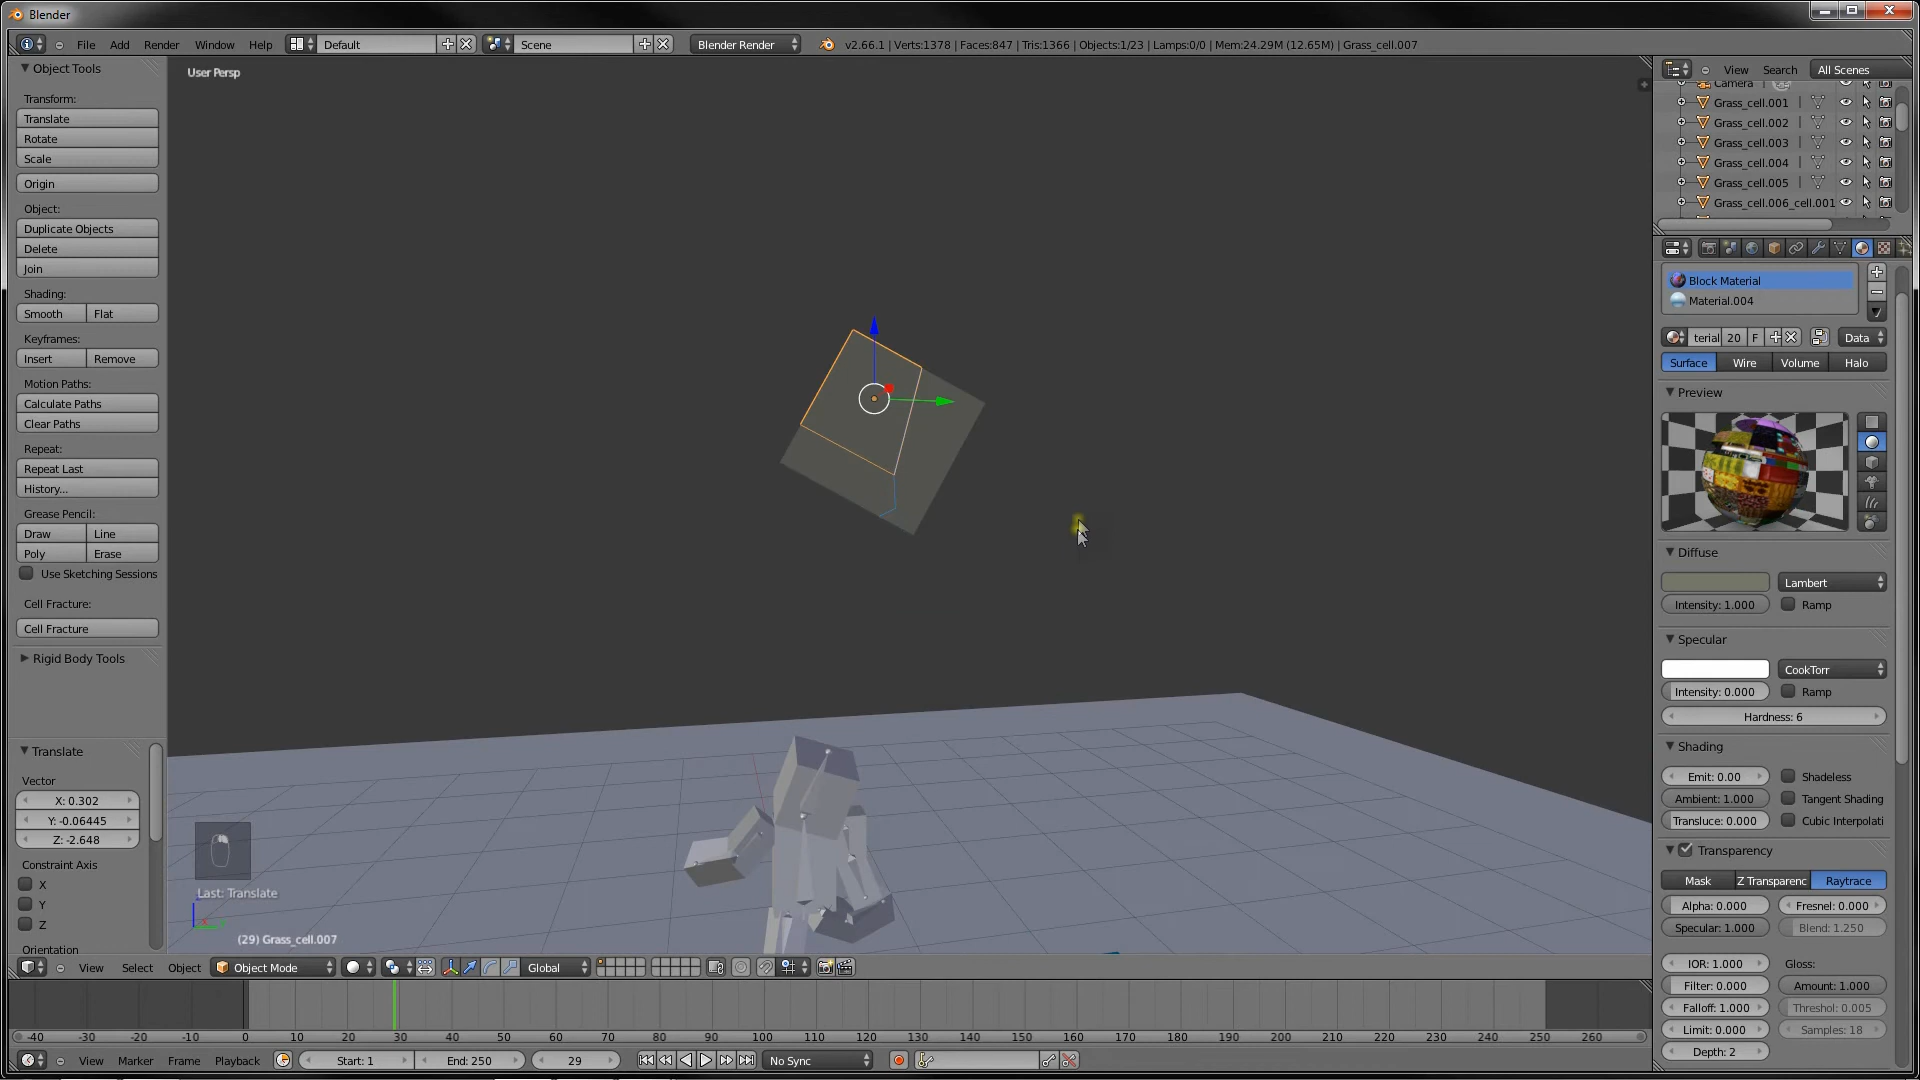 Blender
File Add Render Window Help Default Scene Blender Render v2.66.1 | Verts:1378 | Faces:847 | Tris:1366 | Objects:1/23 | Lamps:0/0 | Mem:24.29M (12.65M) | Grass_cell.007
Object Tools
Transform:
Translate
Rotate
Scale
Origin
Object:
Duplicate Objects
Delete
Join
Shading:
Smooth Flat
Keyframes:
Insert Remove
Motion Paths:
Calculate Paths
Clear Paths
Repeat:
Repeat Last
History...
Grease Pencil:
Draw Line
Poly Erase
Use Sketching Sessions
Cell Fracture:
Cell Fracture
Rigid Body Tools
Translate
Vector
X: 0.302
Y: -0.06445
Z: -2.648
Constraint Axis
X
Y
Z
Orientation
User Persp
Last: Translate
(29) Grass_cell.007
View Select Object Object Mode Global
-40 -30 -20 -10 0 10 20 30 40 50 60 70 80 90 100 110 120 130 140 150 160 170 180 190 200 210 220 230 240 250 260
View Marker Frame Playback Start: 1 End: 250 29 No Sync
View Search All Scenes
Camera
Grass_cell.001
Grass_cell.002
Grass_cell.003
Grass_cell.004
Grass_cell.005
Grass_cell.006_cell.001
Block Material
Material.004
terial 20 F Data
Surface Wire Volume Halo
Preview
Diffuse
Lambert
Intensity: 1.000 Ramp
Specular
CookTorr
Intensity: 0.000 Ramp
Hardness: 6
Shading
Emit: 0.00 Shadeless
Ambient: 1.000 Tangent Shading
Transluce: 0.000 Cubic Interpolati
Transparency
Mask Z Transparenc Raytrace
Alpha: 0.000 Fresnel: 0.000
Specular: 1.000 Blend: 1.250
IOR: 1.000 Gloss:
Filter: 0.000 Amount: 1.000
Falloff: 1.000 Threshol: 0.005
Limit: 0.000 Samples: 18
Depth: 2